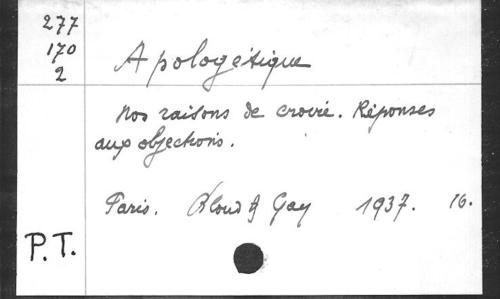 277
170
2
Apologétique
Nos raisons de croire. Réponses
aux objections.
Paris. Bloud & Gay 1937. 16.
P.T.